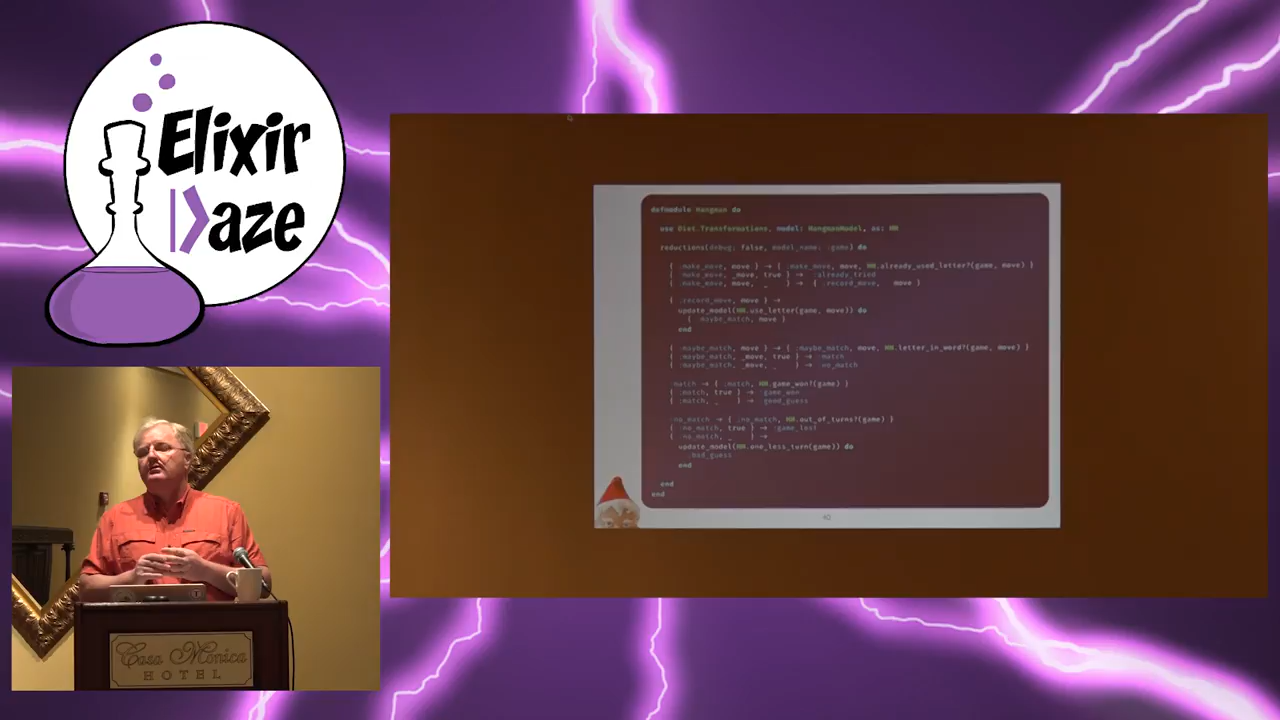 Elixir
Daze
defmodule Hangman do
use Diet.Transformations, model: HangmanModel, as: HM
reductions(debug: false, model_name: :game) do
{ :make_move, move } -> { :make_move, move, HM.already_used_letter?(game, move) }
{ :make_move, _move, true } -> :already_tried
{ :make_move, move, _ } -> { :record_move, move }
{ :record_move, move } ->
update_model(HM.use_letter(game, move)) do
{ :maybe_match, move }
end
{ :maybe_match, move } -> { :maybe_match, move, HM.letter_in_word?(game, move) }
{ :maybe_match, _move, true } -> :match
{ :maybe_match, _move, _ } -> :no_match
:match -> { :match, HM.game_won?(game) }
{ :match, true } -> :game_won
{ :match, _ } -> :good_guess
:no_match -> { :no_match, HM.out_of_turns?(game) }
{ :no_match, true } -> :game_lost
{ :no_match, _ } ->
update_model(HM.one_less_turn(game)) do
:bad_guess
end
end
end
Casa Monica
HOTEL